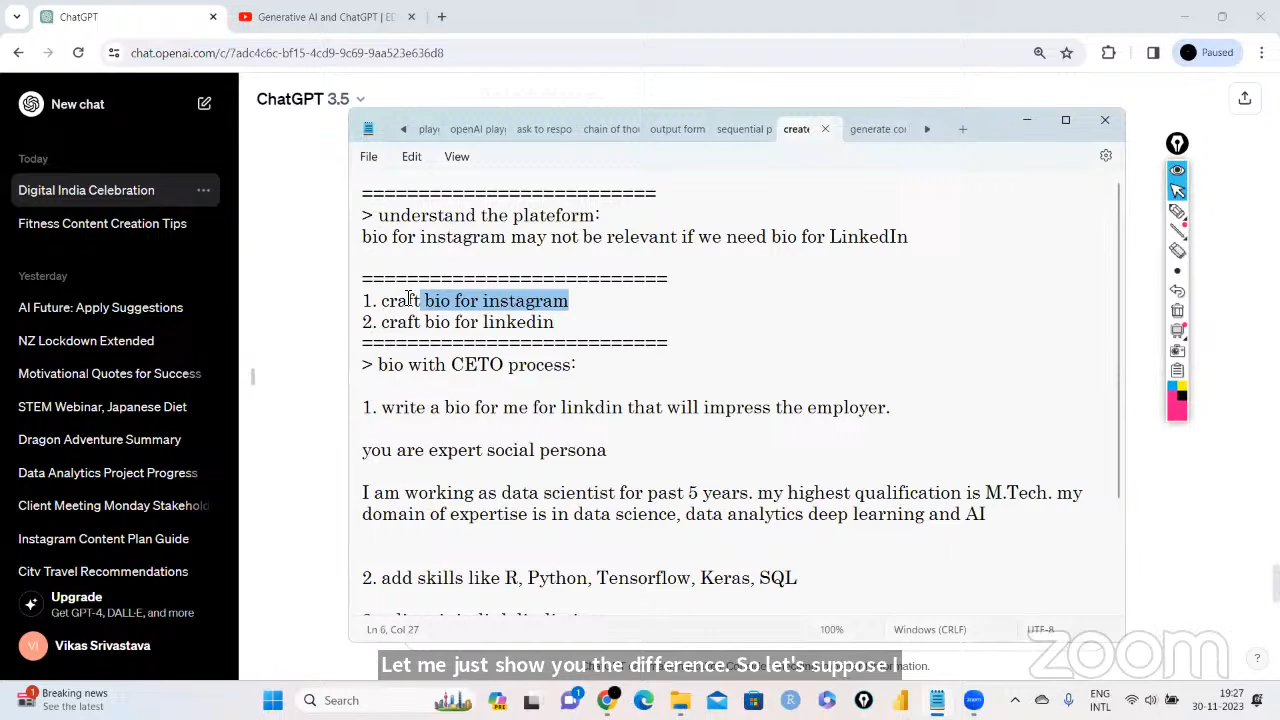 ChatGPT
Generative AI and ChatGPT | ED
chat.openai.com/c/7adc4c6c-bf15-4cd9-9c69-9aa523e636d8
Paused
New chat
Today
Digital India Celebration
Fitness Content Creation Tips
Yesterday
AI Future: Apply Suggestions
NZ Lockdown Extended
Motivational Quotes for Success
STEM Webinar, Japanese Diet
Dragon Adventure Summary
Data Analytics Project Progress
Client Meeting Monday Stakehold
Instagram Content Plan Guide
City Travel Recommendations
Upgrade
Get GPT-4, DALL·E, and more
VI Vikas Srivastava
ChatGPT 3.5
play openAI play ask to respo chain of thou output form sequential p create generate co
File Edit View
==========================
> understand the plateform:
bio for instagram may not be relevant if we need bio for LinkedIn
===========================
1. craft bio for instagram
2. craft bio for linkedin
===========================
> bio with CETO process:
1. write a bio for me for linkdin that will impress the employer.
you are expert social persona
I am working as data scientist for past 5 years. my highest qualification is M.Tech. my
domain of expertise is in data science, data analytics deep learning and AI
2. add skills like R, Python, Tensorflow, Keras, SQL
Ln 6, Col 27 100% Windows (CRLF) UTF-8
Let me just show you the difference. So let's suppose I
zoom
?
Breaking news
See the latest
1
Search
1
ENG
INTL
19:27
30-11-2023